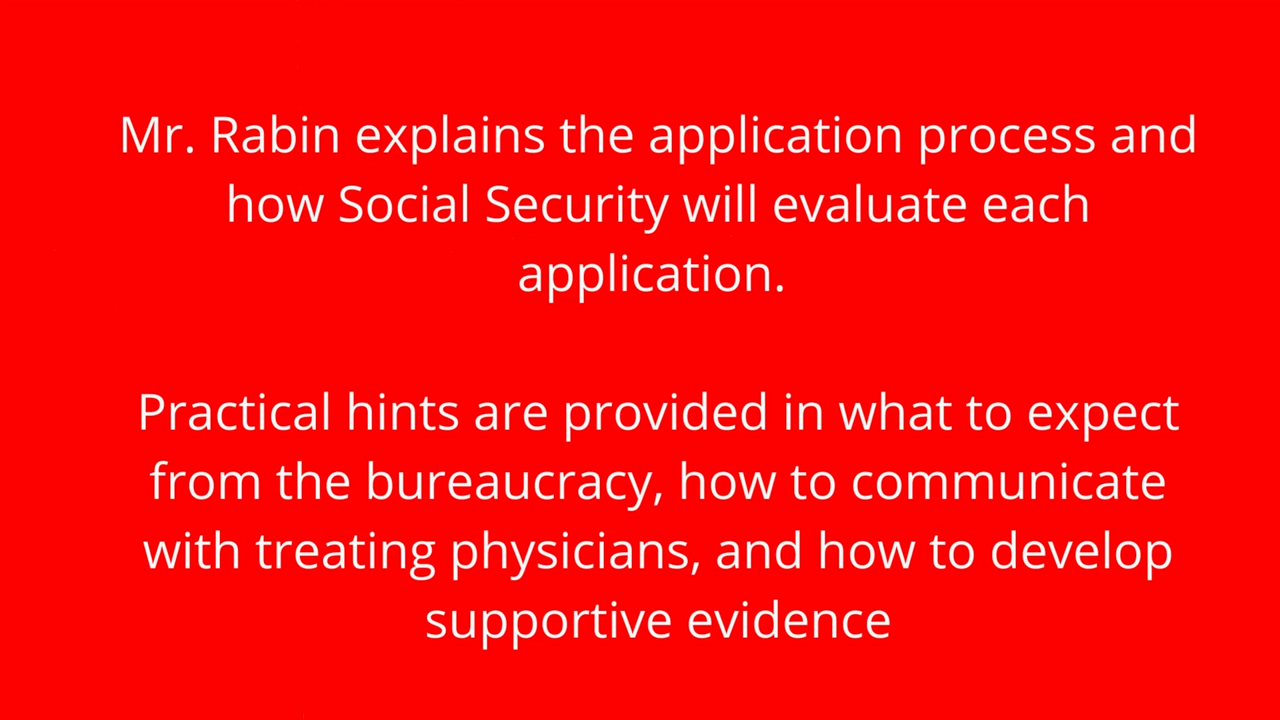 Mr. Rabin explains the application process and
how Social Security will evaluate each
application.
Practical hints are provided in what to expect
from the bureaucracy, how to communicate
with treating physicians, and how to develop
supportive evidence